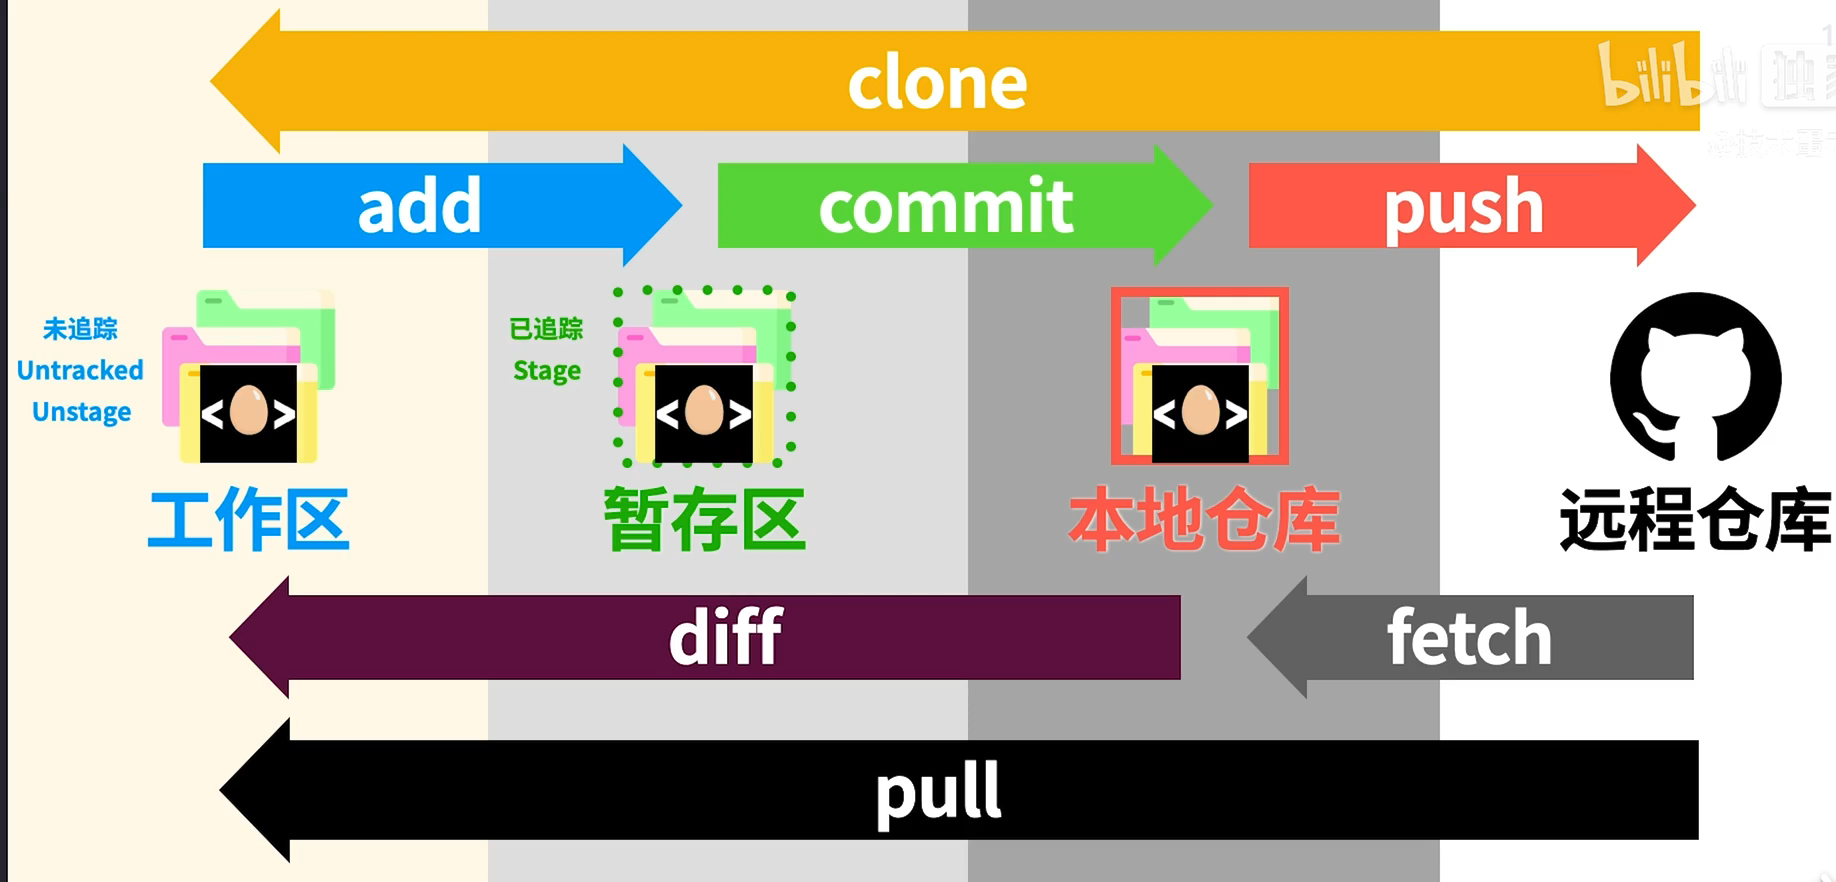 clone
bilibili 独
add
commit
push
未追踪
Untracked
Unstage
已追踪
Stage
< >
< >
< >
工作区
暂存区
本地仓库
远程仓库
diff
fetch
pull